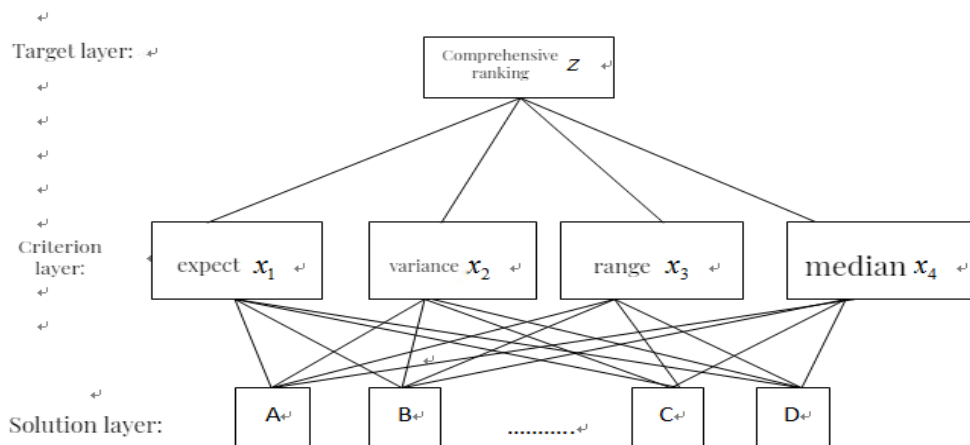 Target layer:
Comprehensive
ranking z
Criterion
layer:
expect x₁
variance x₂
range x₃
median x₄
Solution layer:
A
B
...........
C
D